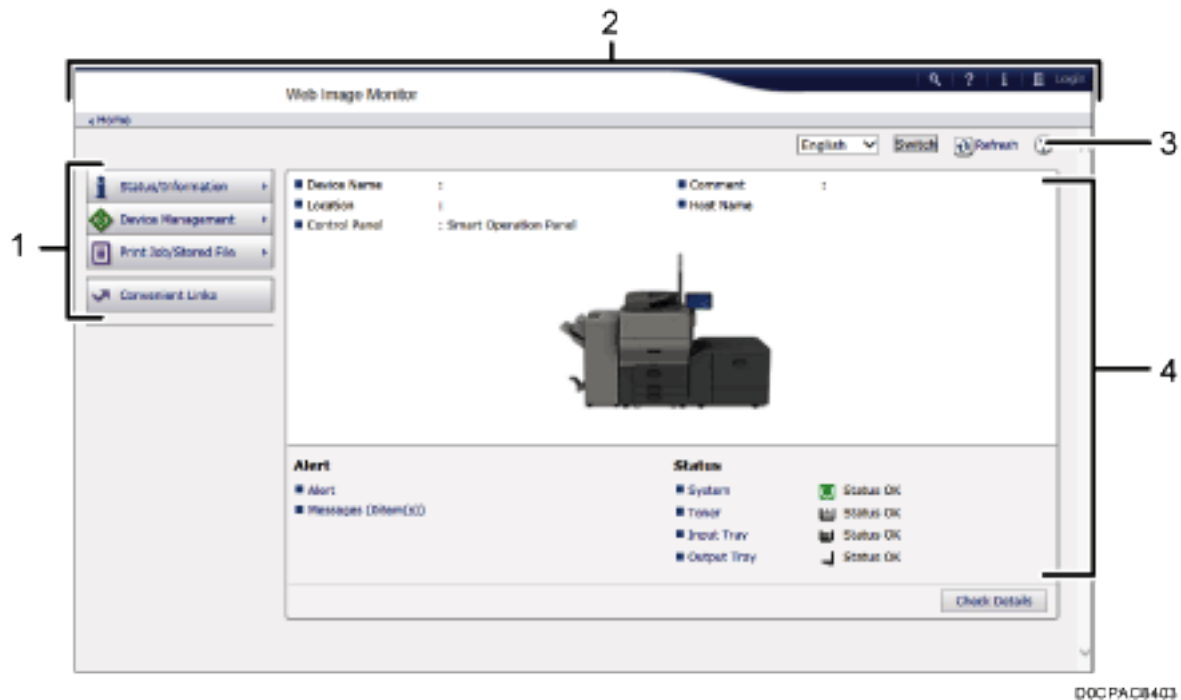 2
Login
Web Image Monitor
Home
English Switch Refresh
3
Status/Information
Device Management
Print Job/Stored File
Convenient Links
1
Device Name :
Location :
Control Panel : Smart Operation Panel
Comment :
Host Name
4
Alert
Alert
Messages (0item(s))
Status
System Status OK
Toner Status OK
Input Tray Status OK
Output Tray Status OK
Check Details
D0CPAC8403